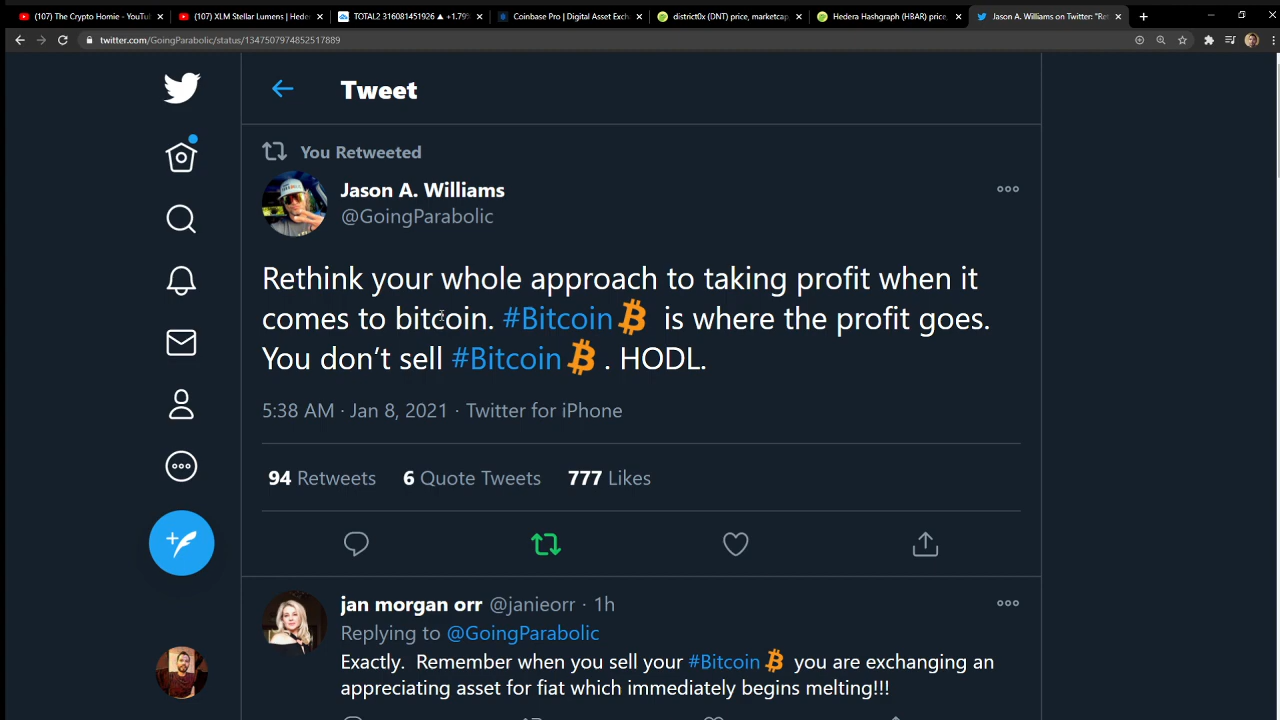 (107) The Crypto Homie - YouTu
(107) XLM Stellar Lumens | Hede
TOTAL2 316081451926 ▲ +1.79
Coinbase Pro | Digital Asset Exc
district0x (DNT) price, marketcap
Hedera Hashgraph (HBAR) price,
Jason A. Williams on Twitter: "Re
twitter.com/GoingParabolic/status/1347507974852517889
Tweet
You Retweeted
Jason A. Williams
@GoingParabolic
Rethink your whole approach to taking profit when it
comes to bitcoin. #Bitcoin is where the profit goes.
You don’t sell #Bitcoin . HODL.
5:38 AM · Jan 8, 2021 · Twitter for iPhone
94 Retweets 6 Quote Tweets 777 Likes
jan morgan orr @janieorr · 1h
Replying to @GoingParabolic
Exactly. Remember when you sell your #Bitcoin you are exchanging an
appreciating asset for fiat which immediately begins melting!!!